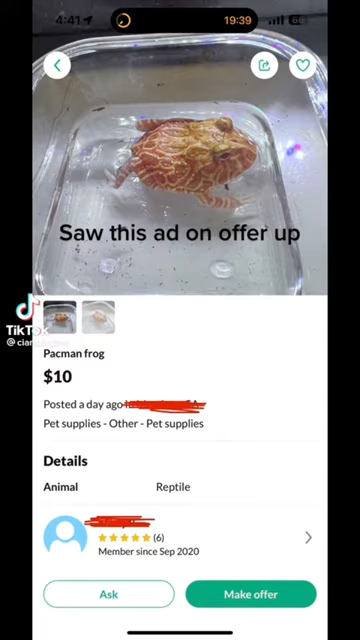 4:41
19:39
66
Saw this ad on offer up
TikTok
Pacman frog
$10
Posted a day ago
Pet supplies - Other - Pet supplies
Details
Animal Reptile
(6)
Member since Sep 2020
Ask
Make offer